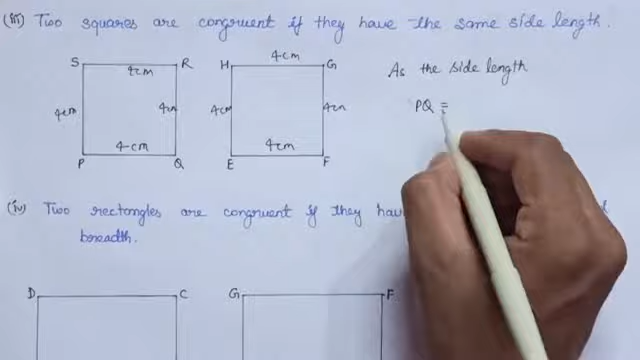 (iii) Two squares are congruent if they have the same side length.
S R H 4cm G
4cm
As the side length
4cm 4cm 4cm
PQ =
4cm 4cm
P Q E F
(iv) Two rectangles are congruent if they hav
breadth.
D C G F